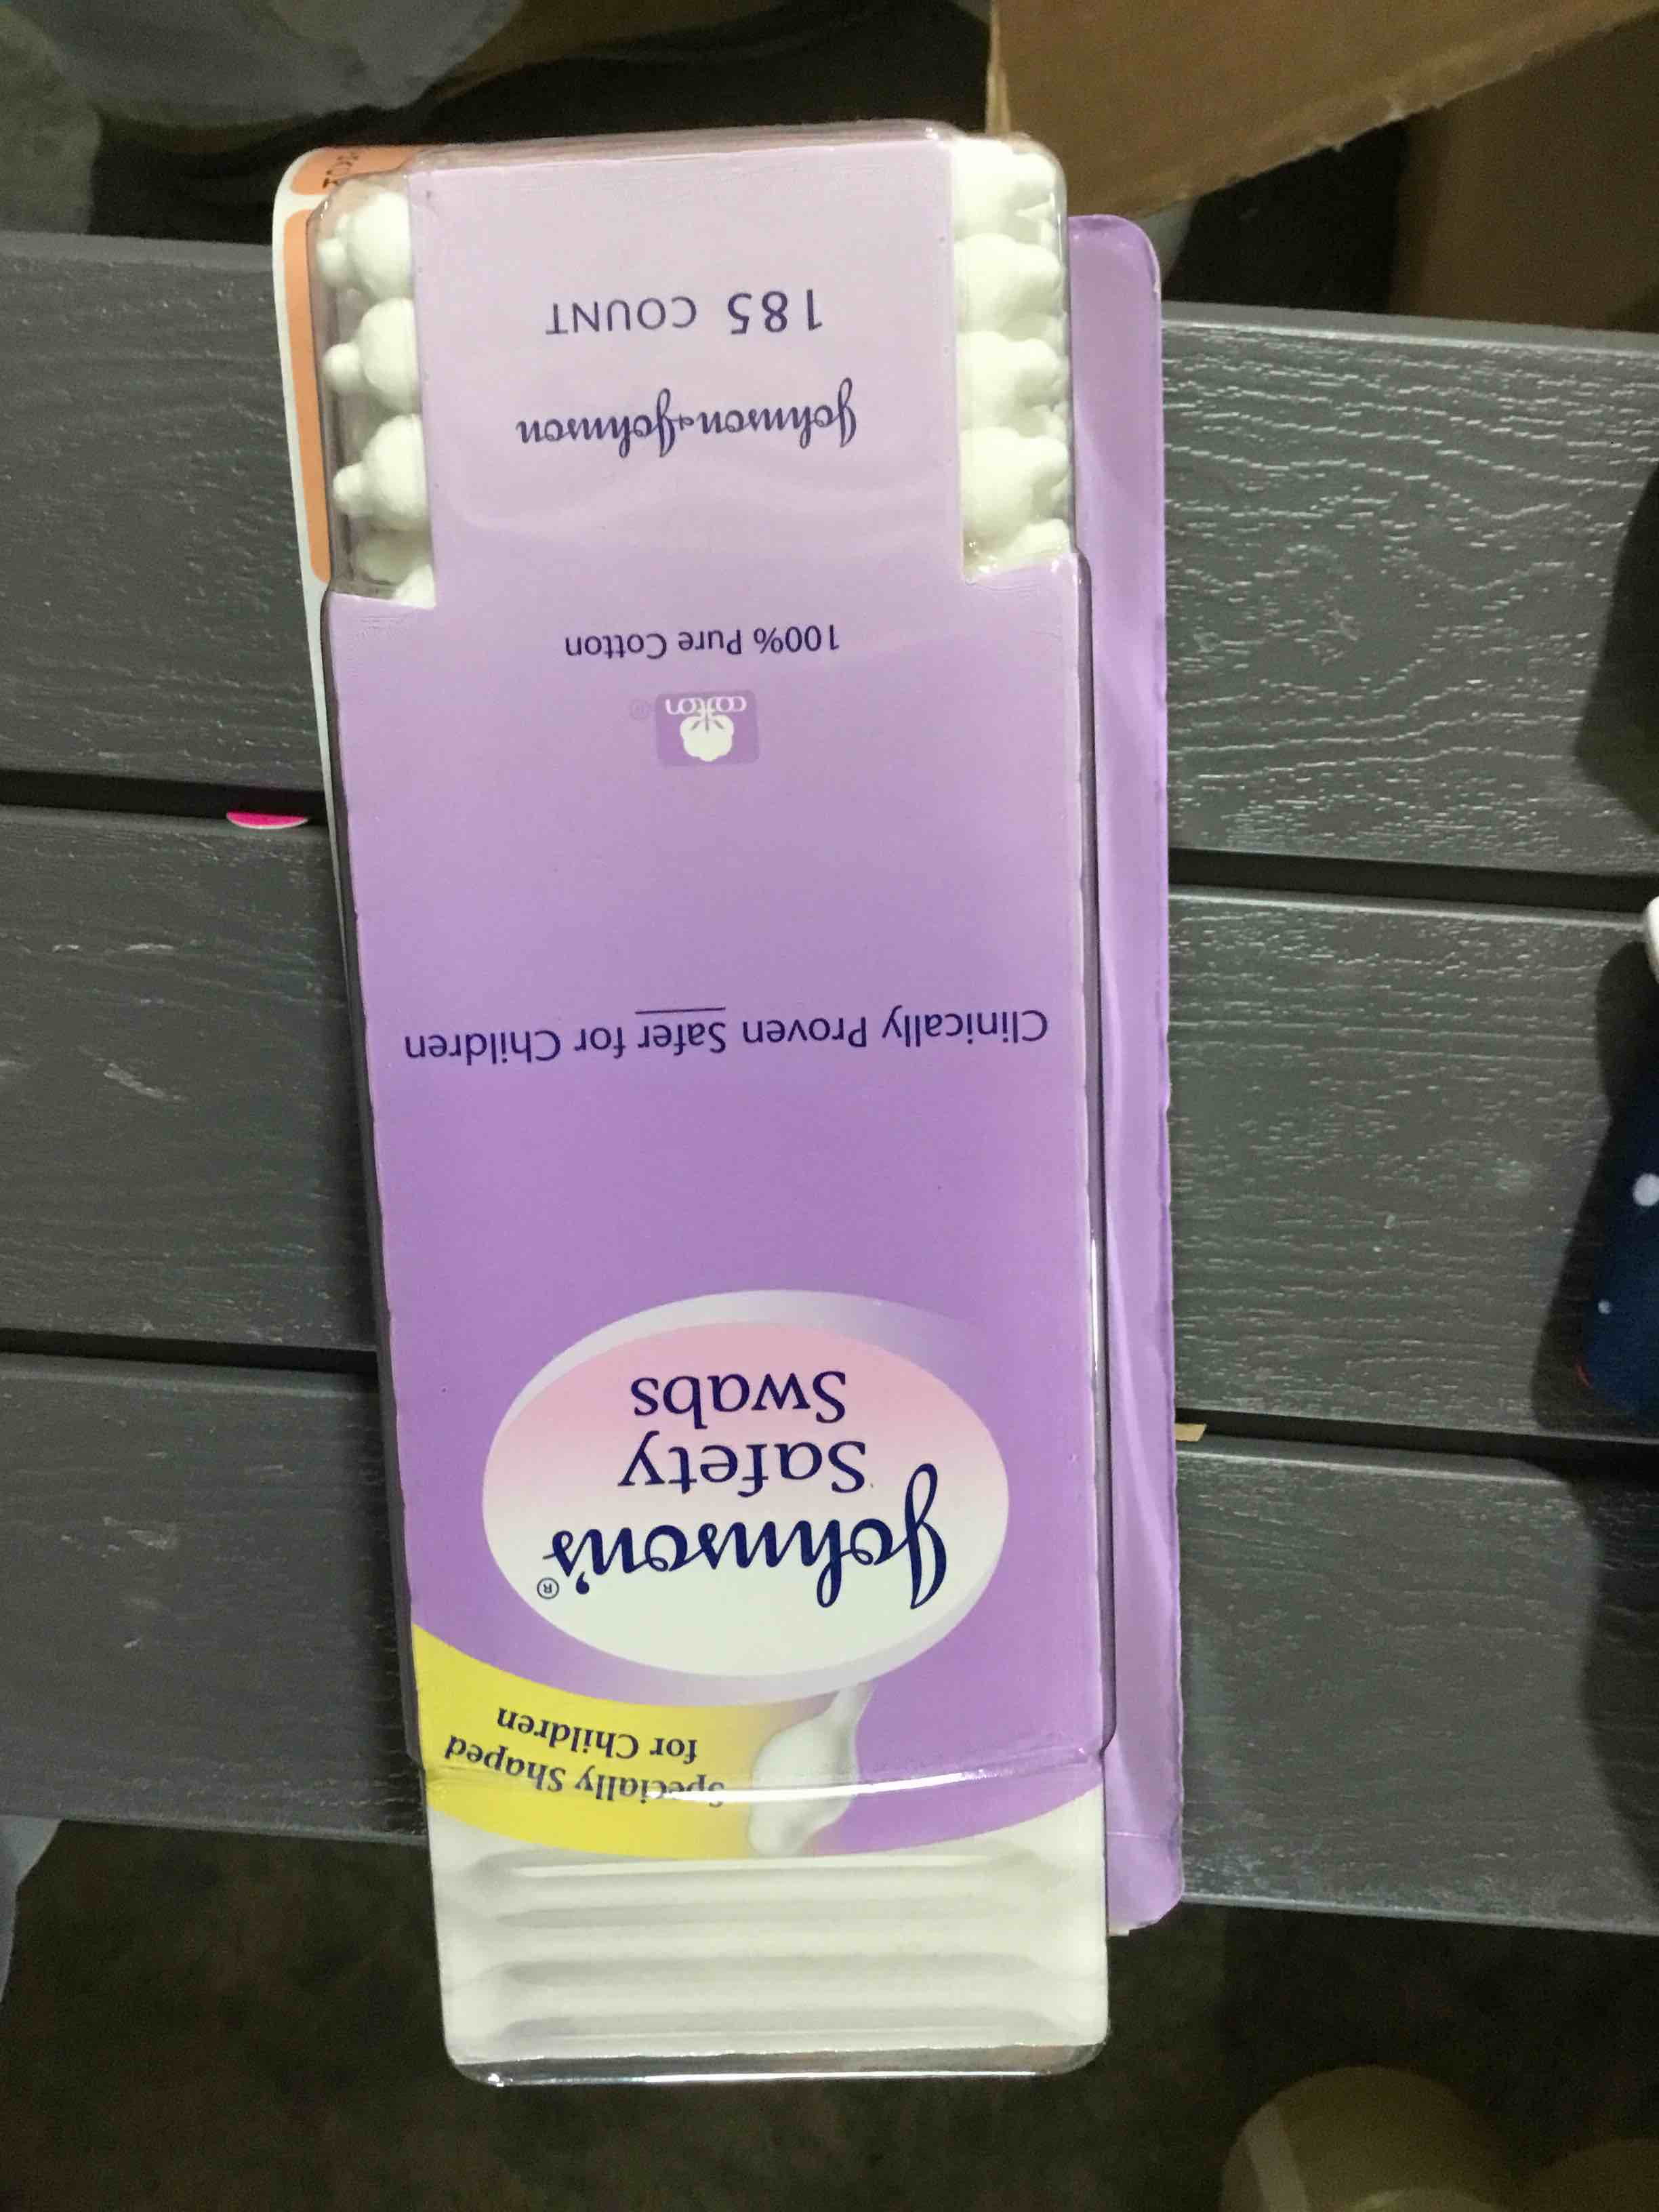 Specially Shaped
for Children
Johnson's®
Safety
Swabs
Clinically Proven Safer for Children
cotton®
100% Pure Cotton
Johnson & Johnson
185 COUNT